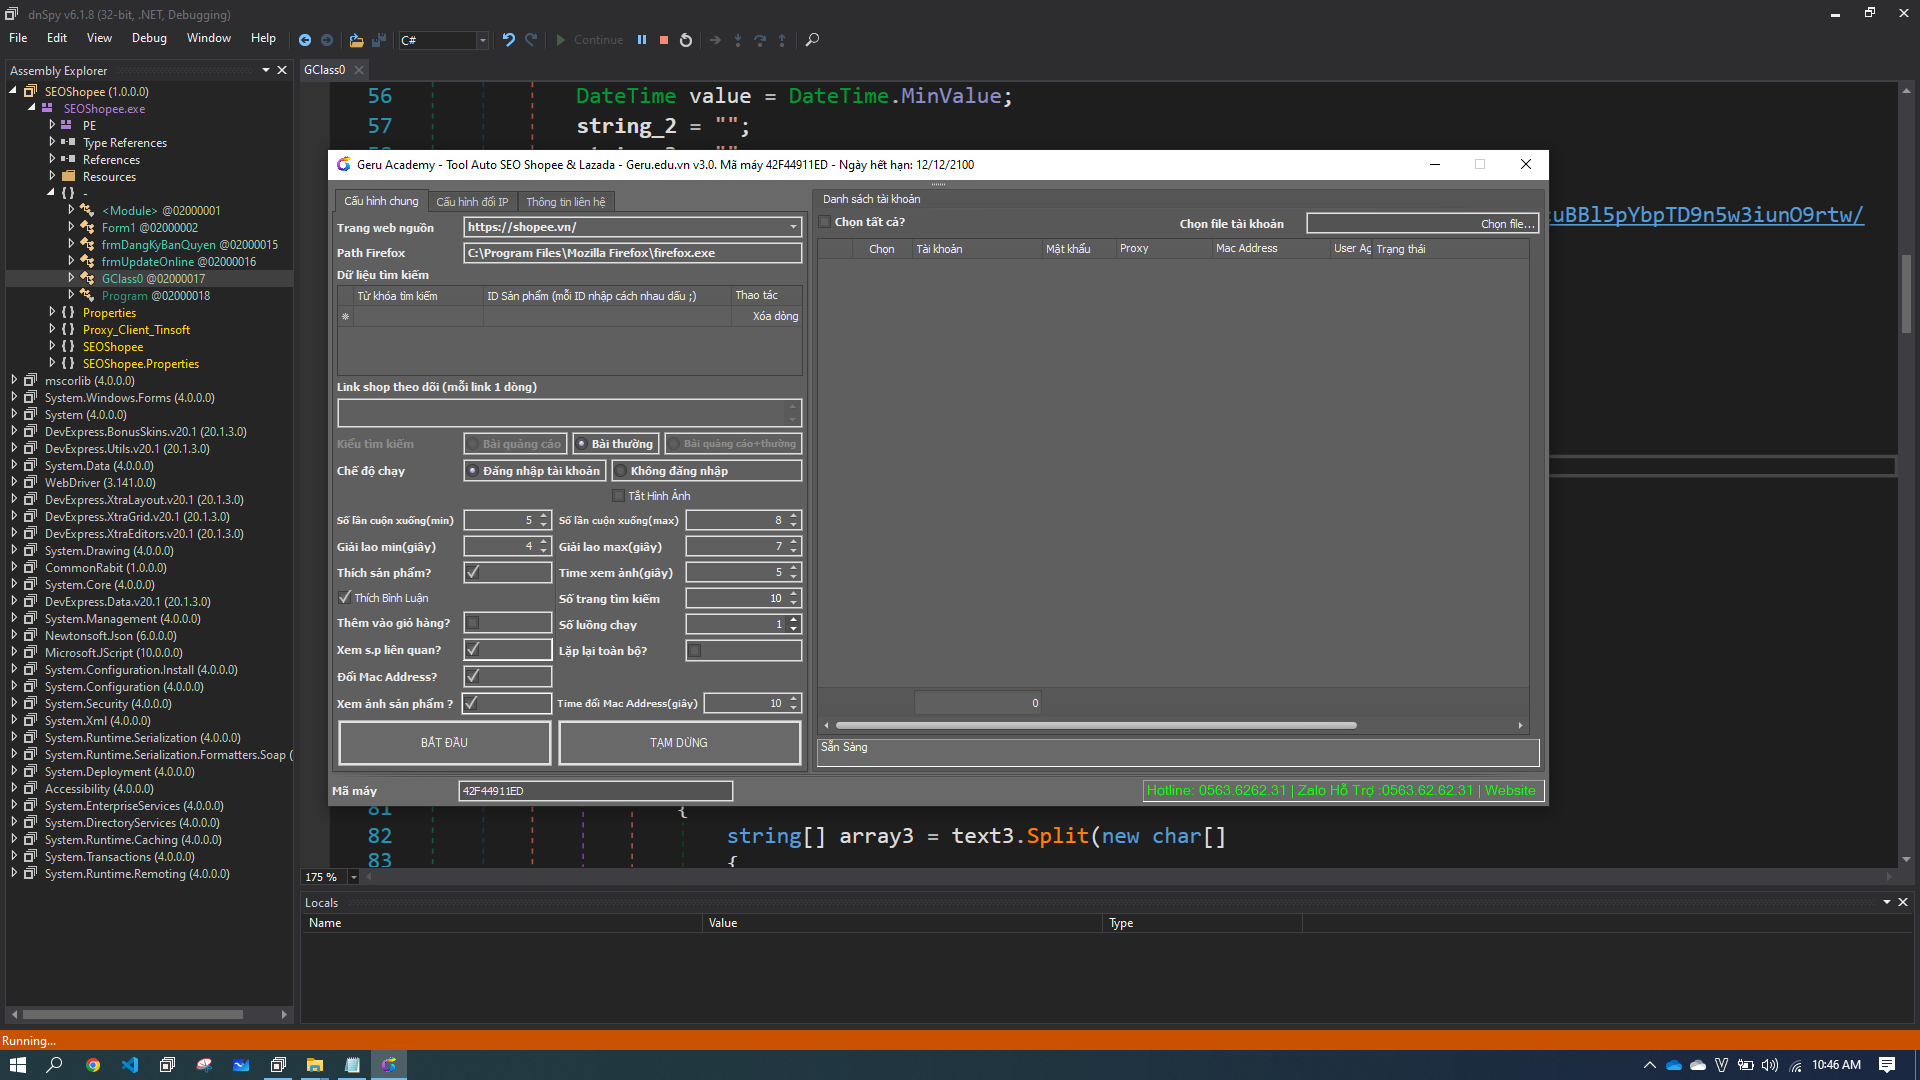 dnSpy v6.1.8 (32-bit, .NET, Debugging)
File Edit View Debug Window Help C# Continue
Assembly Explorer
GClass0
SEOShopee (1.0.0.0)
SEOShopee.exe
PE
Type References
References
Resources
{ } -
<Module> @02000001
Form1 @02000002
frmDangKyBanQuyen @02000015
frmUpdateOnline @02000016
GClass0 @02000017
Program @02000018
{ } Properties
{ } Proxy_Client_Tinsoft
{ } SEOShopee
{ } SEOShopee.Properties
mscorlib (4.0.0.0)
System.Windows.Forms (4.0.0.0)
System (4.0.0.0)
DevExpress.BonusSkins.v20.1 (20.1.3.0)
DevExpress.Utils.v20.1 (20.1.3.0)
System.Data (4.0.0.0)
WebDriver (3.141.0.0)
DevExpress.XtraLayout.v20.1 (20.1.3.0)
DevExpress.XtraGrid.v20.1 (20.1.3.0)
DevExpress.XtraEditors.v20.1 (20.1.3.0)
System.Drawing (4.0.0.0)
CommonRabit (1.0.0.0)
System.Core (4.0.0.0)
DevExpress.Data.v20.1 (20.1.3.0)
System.Management (4.0.0.0)
Newtonsoft.Json (6.0.0.0)
Microsoft.JScript (10.0.0.0)
System.Configuration.Install (4.0.0.0)
System.Configuration (4.0.0.0)
System.Security (4.0.0.0)
System.Xml (4.0.0.0)
System.Runtime.Serialization (4.0.0.0)
System.Runtime.Serialization.Formatters.Soap (
System.Deployment (4.0.0.0)
Accessibility (4.0.0.0)
System.EnterpriseServices (4.0.0.0)
System.DirectoryServices (4.0.0.0)
System.Runtime.Caching (4.0.0.0)
System.Transactions (4.0.0.0)
System.Runtime.Remoting (4.0.0.0)
56 DateTime value = DateTime.MinValue;
57 string_2 = "";
uBBl5pYbpTD9n5w3iunO9rtw/
Geru Academy - Tool Auto SEO Shopee & Lazada - Geru.edu.vn v3.0. Mã máy 42F44911ED - Ngày hết hạn: 12/12/2100
Cấu hình chung Cấu hình đổi IP Thông tin liên hệ
Trang web nguồn https://shopee.vn/
Path Firefox C:\Program Files\Mozilla Firefox\firefox.exe
Dữ liệu tìm kiếm
Từ khóa tìm kiếm ID Sản phẩm (mỗi ID nhập cách nhau dấu ;) Thao tác
Xóa dòng
Link shop theo dõi (mỗi link 1 dòng)
Kiểu tìm kiếm Bài quảng cáo Bài thường Bài quảng cáo+thường
Chế độ chạy Đăng nhập tài khoản Không đăng nhập
Tắt Hình Ảnh
Số lần cuộn xuống(min) 5 Số lần cuộn xuống(max) 8
Giải lao min(giây) 4 Giải lao max(giây) 7
Thích sản phẩm? Time xem ảnh(giây) 5
Thích Bình Luận Số trang tìm kiếm 10
Thêm vào giỏ hàng? Số luồng chạy 1
Xem s.p liên quan? Lặp lại toàn bộ?
Đổi Mac Address?
Xem ảnh sản phẩm ? Time đổi Mac Address(giây) 10
BẮT ĐẦU TẠM DỪNG
Danh sách tài khoản
Chọn tất cả? Chọn file tài khoản Chọn file...
Chọn Tài khoản Mật khẩu Proxy Mac Address User Ag Trạng thái
0
Sẵn Sàng
Mã máy 42F44911ED
Hotline: 0563.6262.31 | Zalo Hỗ Trợ :0563.62.62.31 | Website
81 {
82 string[] array3 = text3.Split(new char[]
83 {
175 %
Locals
Name Value Type
Running...
10:46 AM